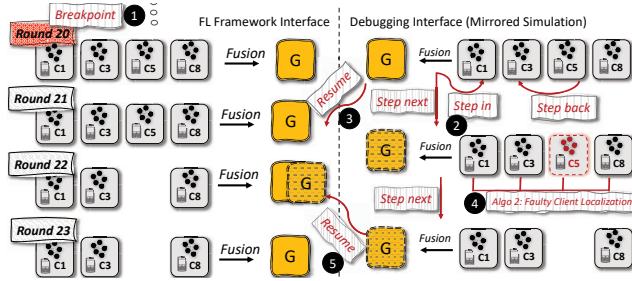 Breakpoint 1
FL Framework Interface
Debugging Interface (Mirrored Simulation)
Round 20
C1 C3 C5 C8
Fusion
G
G
Fusion
C1 C3 C5 C8
Resume
3
Step next
2
Step in
Step back
Round 21
C1 C3 C5 C8
Fusion
G
G
Fusion
C1 C3 C5 C8
Round 22
C1 C3 C8
Fusion
G
Step next
4
Algo 2: Faulty Client Localization
Round 23
C1 C3 C8
Fusion
G
Resume
5
G
Fusion
C1 C3 C8